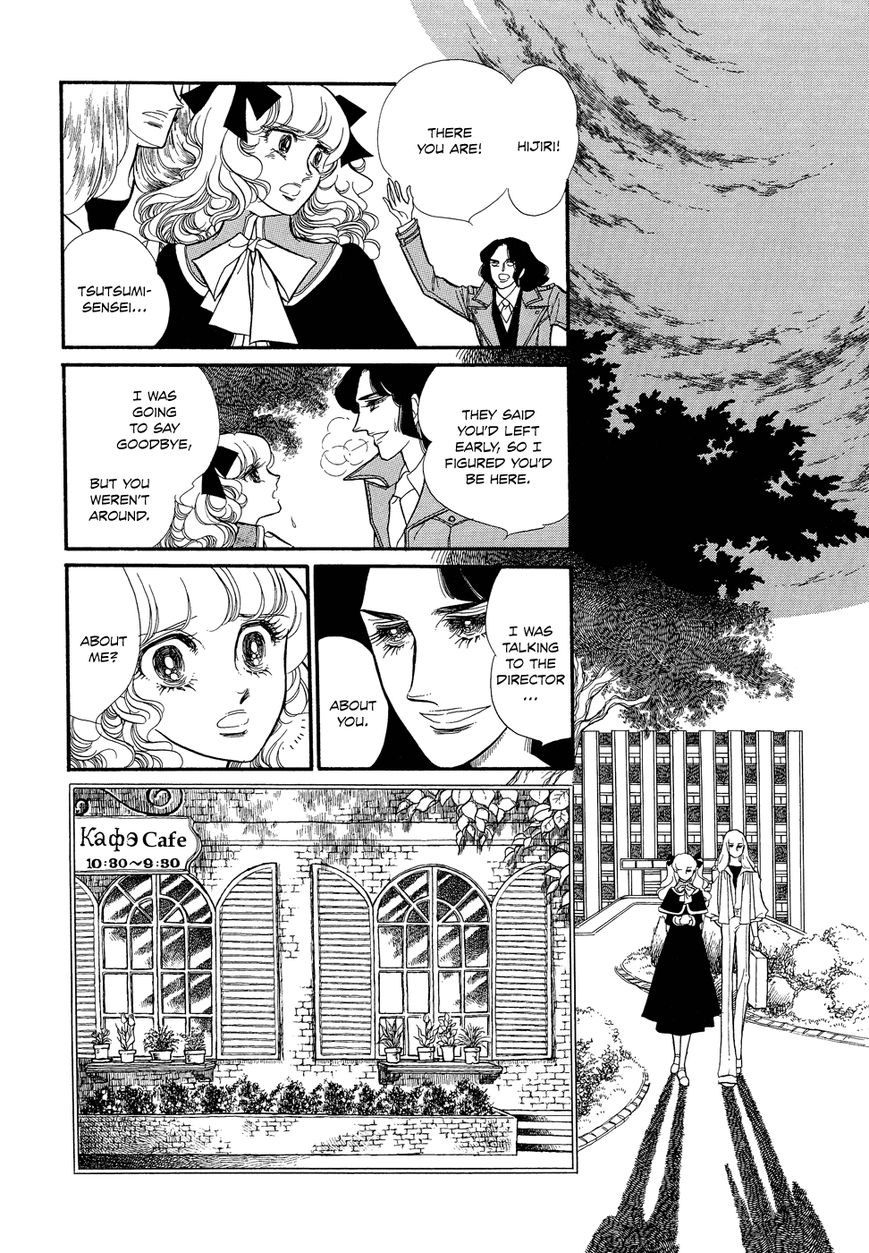 HIJIRI!
THERE
YOU ARE!
TSUTSUMI-
SENSEI...
THEY SAID
YOU'D LEFT
EARLY, SO I
FIGURED YOU'D
BE HERE.
I WAS
GOING
TO SAY
GOODBYE,
BUT YOU
WEREN'T
AROUND.
I WAS
TALKING
TO THE
DIRECTOR
...
ABOUT
YOU.
ABOUT
ME?
Кафэ Cafe
10:30~9:30